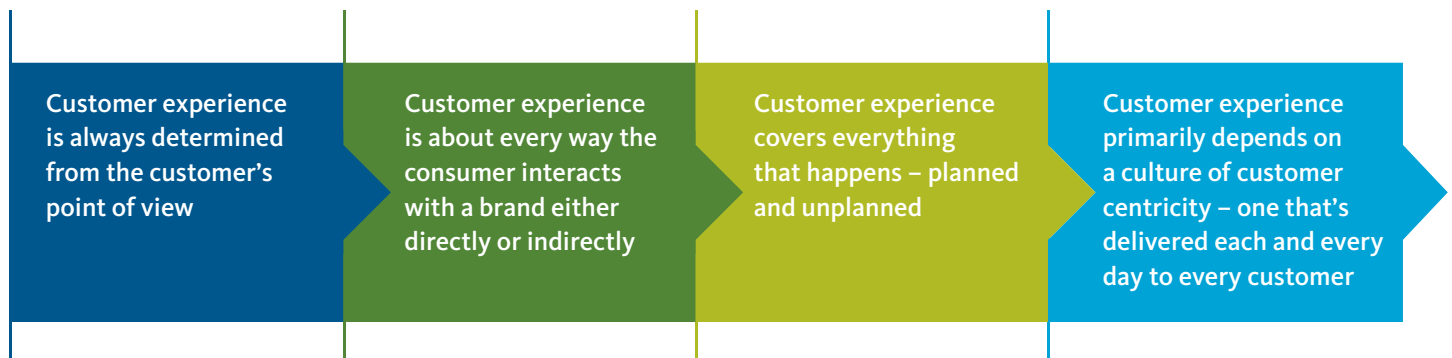 Customer experience
is always determined
from the customer’s
point of view
Customer experience
is about every way the
consumer interacts
with a brand either
directly or indirectly
Customer experience
covers everything
that happens – planned
and unplanned
Customer experience
primarily depends on
a culture of customer
centricity – one that’s
delivered each and every
day to every customer